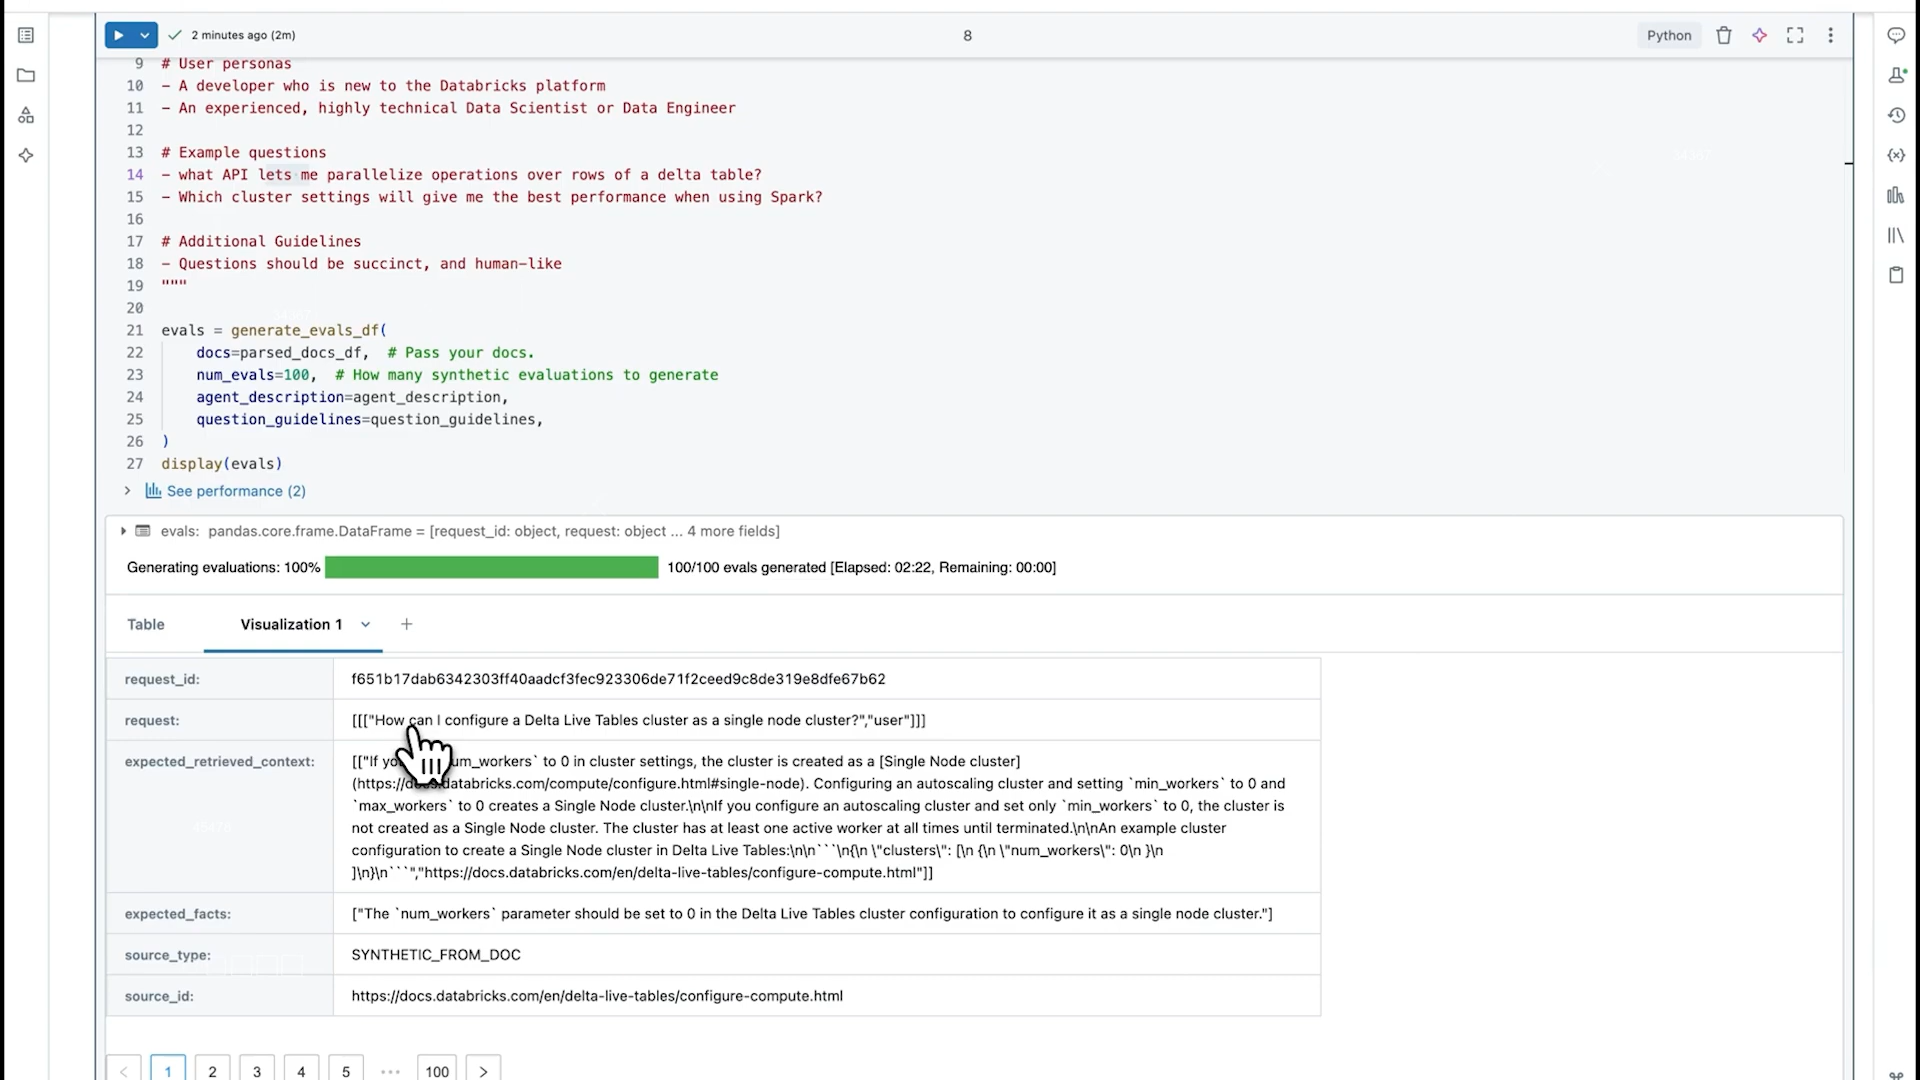 2 minutes ago (2m)
8
Python
9 # User personas
10 - A developer who is new to the Databricks platform
11 - An experienced, highly technical Data Scientist or Data Engineer
12
13 # Example questions
14 - what API lets me parallelize operations over rows of a delta table?
15 - Which cluster settings will give me the best performance when using Spark?
16
17 # Additional Guidelines
18 - Questions should be succinct, and human-like
19 """
20
21 evals = generate_evals_df(
22 docs=parsed_docs_df, # Pass your docs.
23 num_evals=100, # How many synthetic evaluations to generate
24 agent_description=agent_description,
25 question_guidelines=question_guidelines,
26 )
27 display(evals)
See performance (2)
evals: pandas.core.frame.DataFrame = [request_id: object, request: object ... 4 more fields]
Generating evaluations: 100% 100/100 evals generated [Elapsed: 02:22, Remaining: 00:00]
Table Visualization 1 +
request_id: f651b17dab6342303ff40aadcf3fec923306de71f2ceed9c8de319e8dfe67b62
request: [[["How can I configure a Delta Live Tables cluster as a single node cluster?","user"]]]
expected_retrieved_context: [["If um_workers` to 0 in cluster settings, the cluster is created as a [Single Node cluster]
(https://docs.databricks.com/compute/configure.html#single-node). Configuring an autoscaling cluster and setting `min_workers` to 0 and
`max_workers` to 0 creates a Single Node cluster.\n\nIf you configure an autoscaling cluster and set only `min_workers` to 0, the cluster is
not created as a Single Node cluster. The cluster has at least one active worker at all times until terminated.\n\nAn example cluster
configuration to create a Single Node cluster in Delta Live Tables:\n\n```\n{\n \"clusters\": [\n {\n \"num_workers\": 0\n }\n
]\n}\n```","https://docs.databricks.com/en/delta-live-tables/configure-compute.html"]]
expected_facts: ["The `num_workers` parameter should be set to 0 in the Delta Live Tables cluster configuration to configure it as a single node cluster."]
source_type: SYNTHETIC_FROM_DOC
source_id: https://docs.databricks.com/en/delta-live-tables/configure-compute.html
< 1 2 3 4 5 ••• 100 >